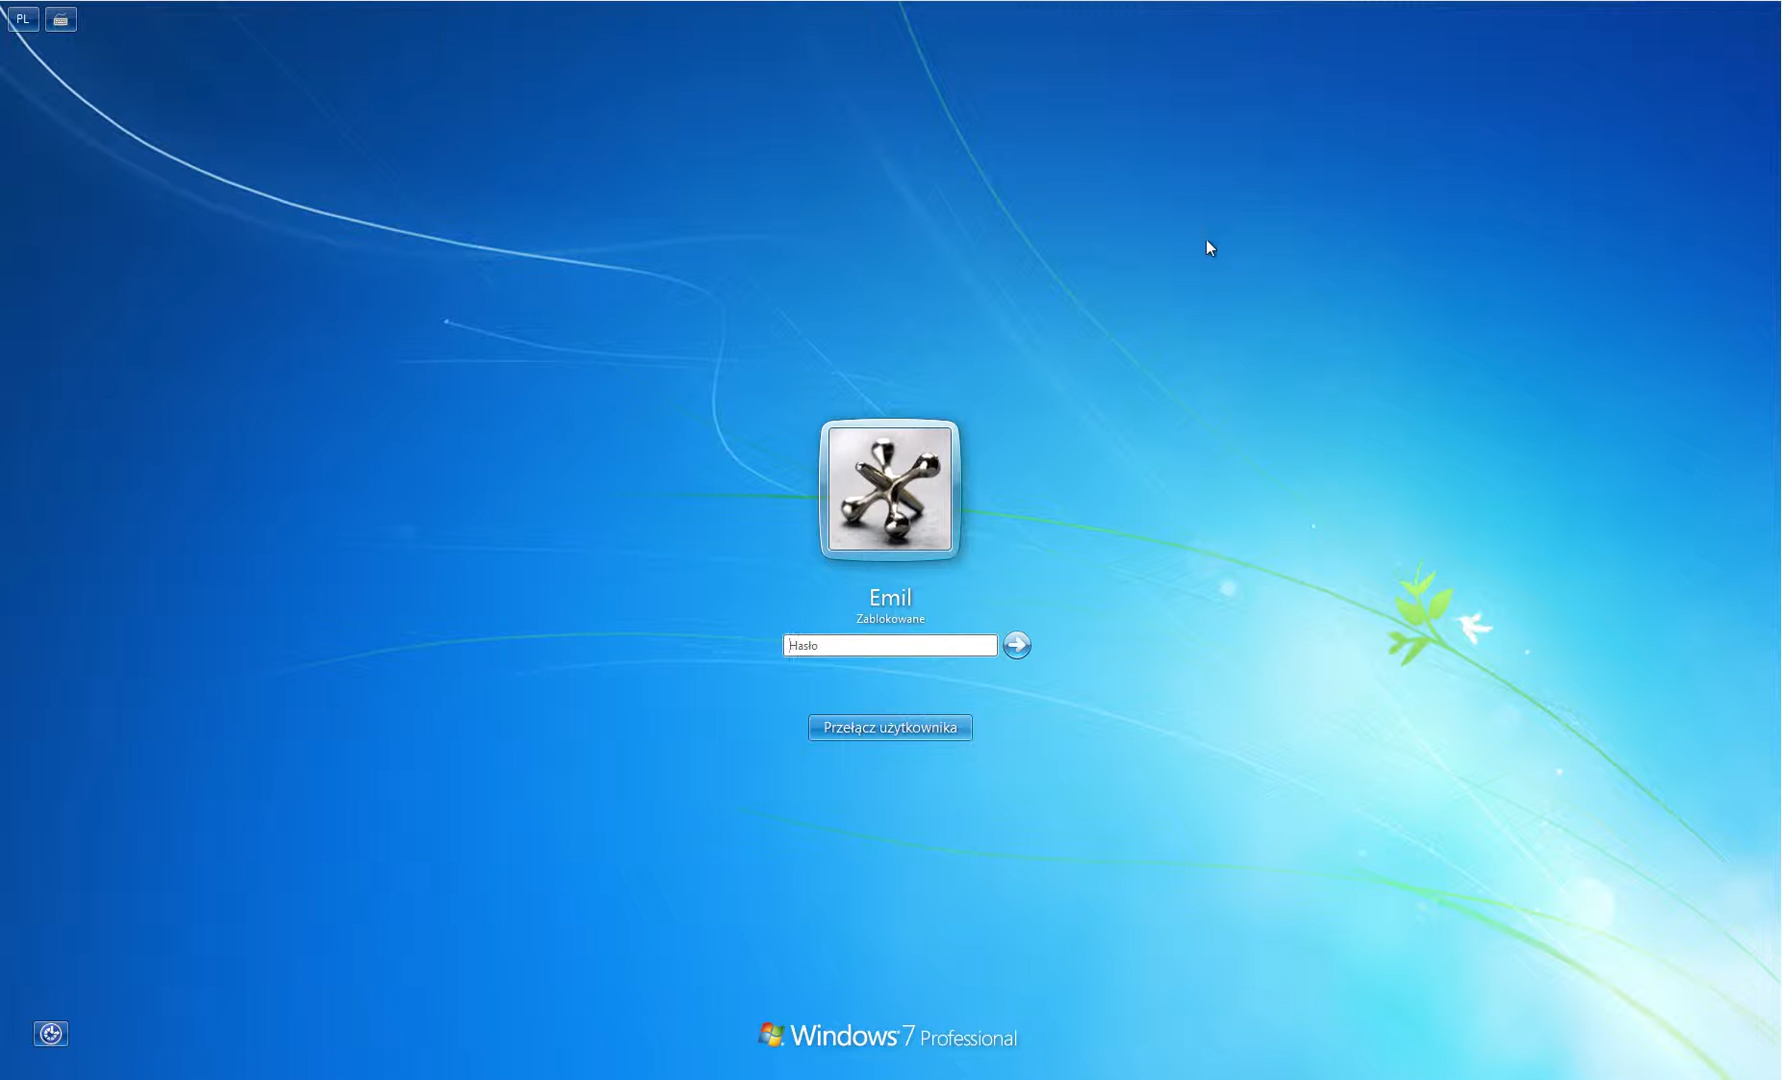 PL
Emil
Zablokowane
Hasło
Przełącz użytkownika
Windows 7 Professional